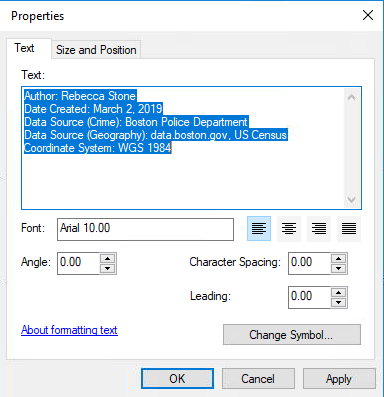 Properties
Text
Size and Position
Text:
Author: Rebecca Stone
Date Created: March 2, 2019
Data Source (Crime): Boston Police Department
Data Source (Geography): data.boston.gov, US Census
Coordinate System: WGS 1984
Font: Arial 10.00
Angle: 0.00 Character Spacing: 0.00
Leading: 0.00
About formatting text Change Symbol...
OK Cancel Apply